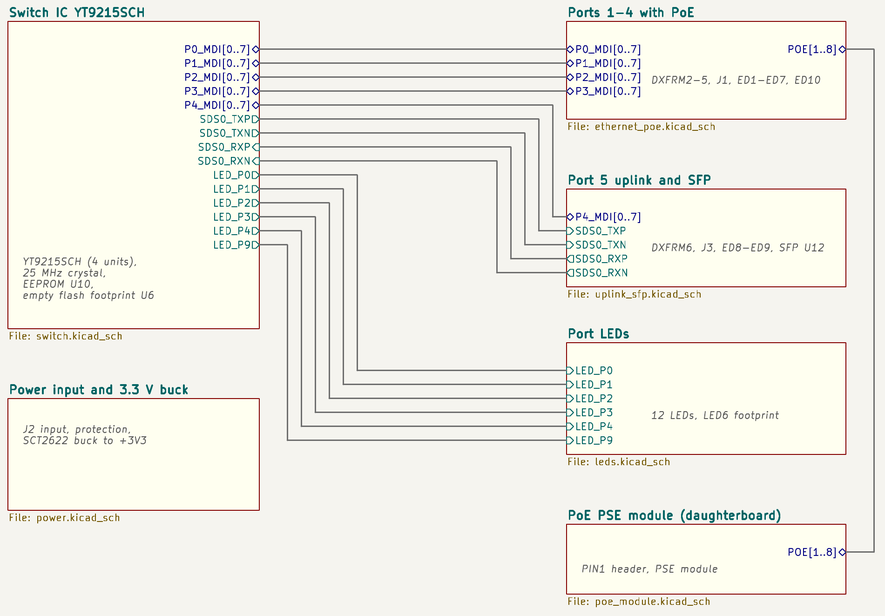 Switch IC YT9215SCH
P0_MDI[0..7]
P1_MDI[0..7]
P2_MDI[0..7]
P3_MDI[0..7]
P4_MDI[0..7]
SDS0_TXP
SDS0_TXN
SDS0_RXP
SDS0_RXN
LED_P0
LED_P1
LED_P2
LED_P3
LED_P4
LED_P9
YT9215SCH (4 units),
25 MHz crystal,
EEPROM U10,
empty flash footprint U6
File: switch.kicad_sch
Power input and 3.3 V buck
J2 input, protection,
SCT2622 buck to +3V3
File: power.kicad_sch
Ports 1-4 with PoE
P0_MDI[0..7]
P1_MDI[0..7]
P2_MDI[0..7]
P3_MDI[0..7]
POE[1..8]
DXFRM2-5, J1, ED1-ED7, ED10
File: ethernet_poe.kicad_sch
Port 5 uplink and SFP
P4_MDI[0..7]
SDS0_TXP
SDS0_TXN
SDS0_RXP
SDS0_RXN
DXFRM6, J3, ED8-ED9, SFP U12
File: uplink_sfp.kicad_sch
Port LEDs
LED_P0
LED_P1
LED_P2
LED_P3
LED_P4
LED_P9
12 LEDs, LED6 footprint
File: leds.kicad_sch
PoE PSE module (daughterboard)
POE[1..8]
PIN1 header, PSE module
File: poe_module.kicad_sch